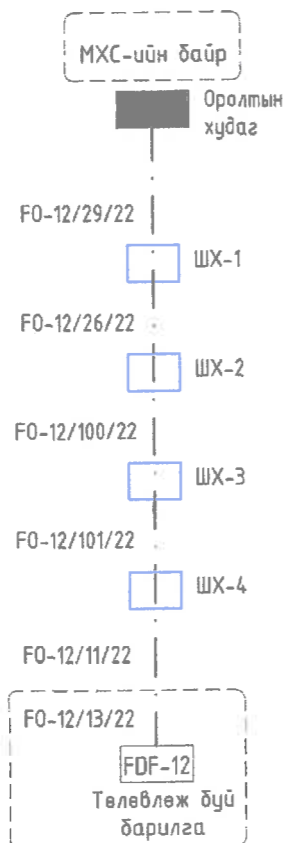 МХС-ийн байр
Оролтын
худаг
FO-12/29/22
ШХ-1
FO-12/26/22
ШХ-2
FO-12/100/22
ШХ-3
FO-12/101/22
ШХ-4
FO-12/11/22
FO-12/13/22
FDF-12
Төлөвлөж буй
барилга